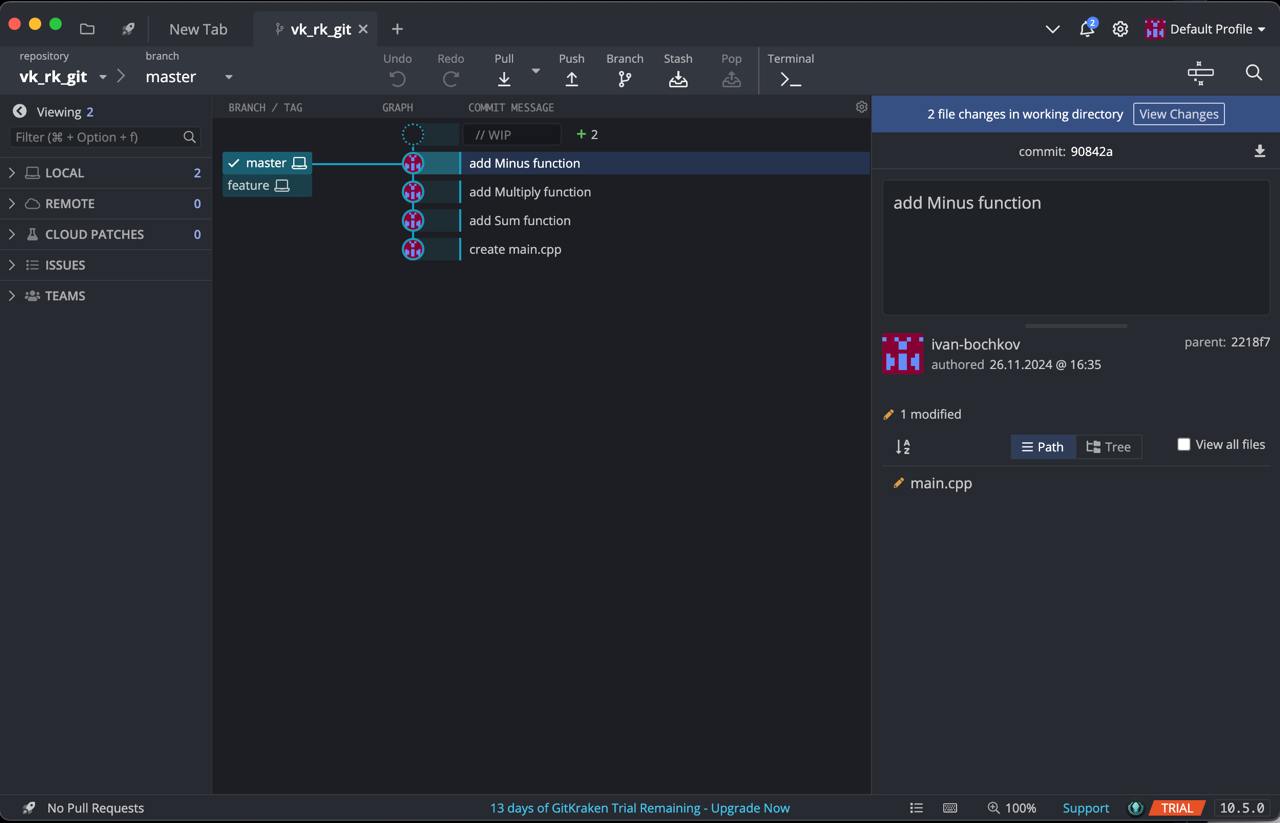 New Tab
vk_rk_git
2
Default Profile
repository
vk_rk_git
branch
master
Undo
Redo
Pull
Push
Branch
Stash
Pop
Terminal
Viewing 2
Filter (⌘ + Option + f)
LOCAL 2
REMOTE 0
CLOUD PATCHES 0
ISSUES
TEAMS
BRANCH / TAG
GRAPH
COMMIT MESSAGE
// WIP
+ 2
master
add Minus function
feature
add Multiply function
add Sum function
create main.cpp
2 file changes in working directory
View Changes
commit: 90842a
add Minus function
ivan-bochkov
authored 26.11.2024 @ 16:35
parent: 2218f7
1 modified
Path
Tree
View all files
main.cpp
No Pull Requests
13 days of GitKraken Trial Remaining - Upgrade Now
100%
Support
TRIAL
10.5.0